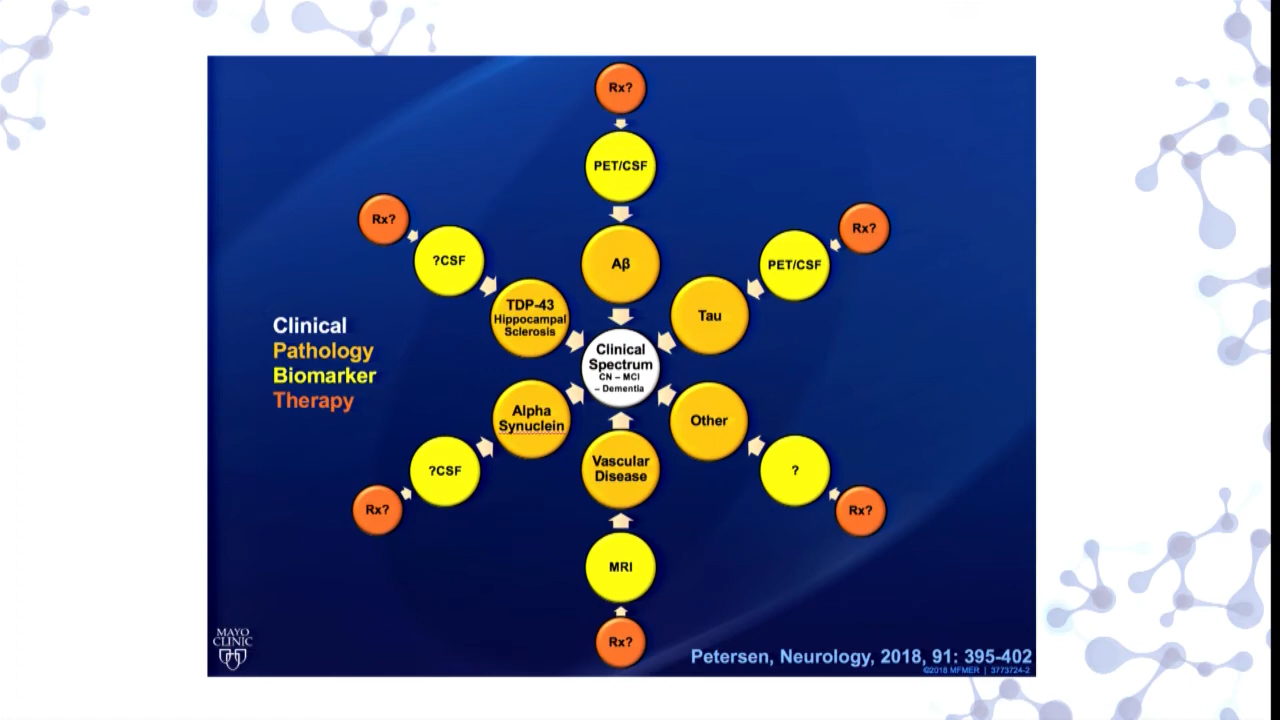 Rx?
PET/CSF
Rx?
Rx?
?CSF
PET/CSF
Aβ
TDP-43
Hippocampal
Sclerosis
Tau
Clinical
Pathology
Biomarker
Therapy
Clinical
Spectrum
CN – MCI
– Dementia
Alpha
Synuclein
Other
Vascular
Disease
?CSF
?
Rx?
Rx?
MRI
Rx?
MAYO
CLINIC
Petersen, Neurology, 2018, 91: 395-402
©2018 MFMER | 3773724-2